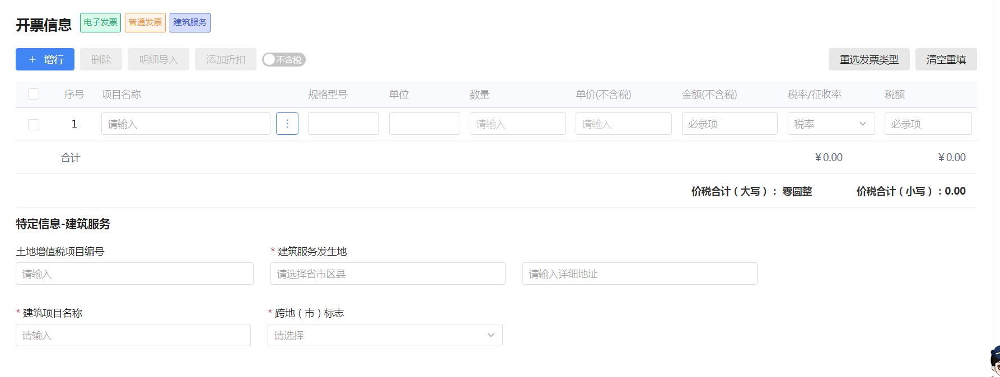 开票信息 电子发票 普通发票 建筑服务
+ 增行 删除 明细导入 添加折扣 不含税 重选发票类型 清空重填
序号 项目名称 规格型号 单位 数量 单价(不含税) 金额(不含税) 税率/征收率 税额
1 请输入 请输入 请输入 必录项 税率 必录项
合计 ¥0.00 ¥0.00
价税合计（大写）： 零圆整 价税合计（小写）：0.00
特定信息-建筑服务
土地增值税项目编号 * 建筑服务发生地
请输入 请选择省市区县 请输入详细地址
* 建筑项目名称 * 跨地（市）标志
请输入 请选择